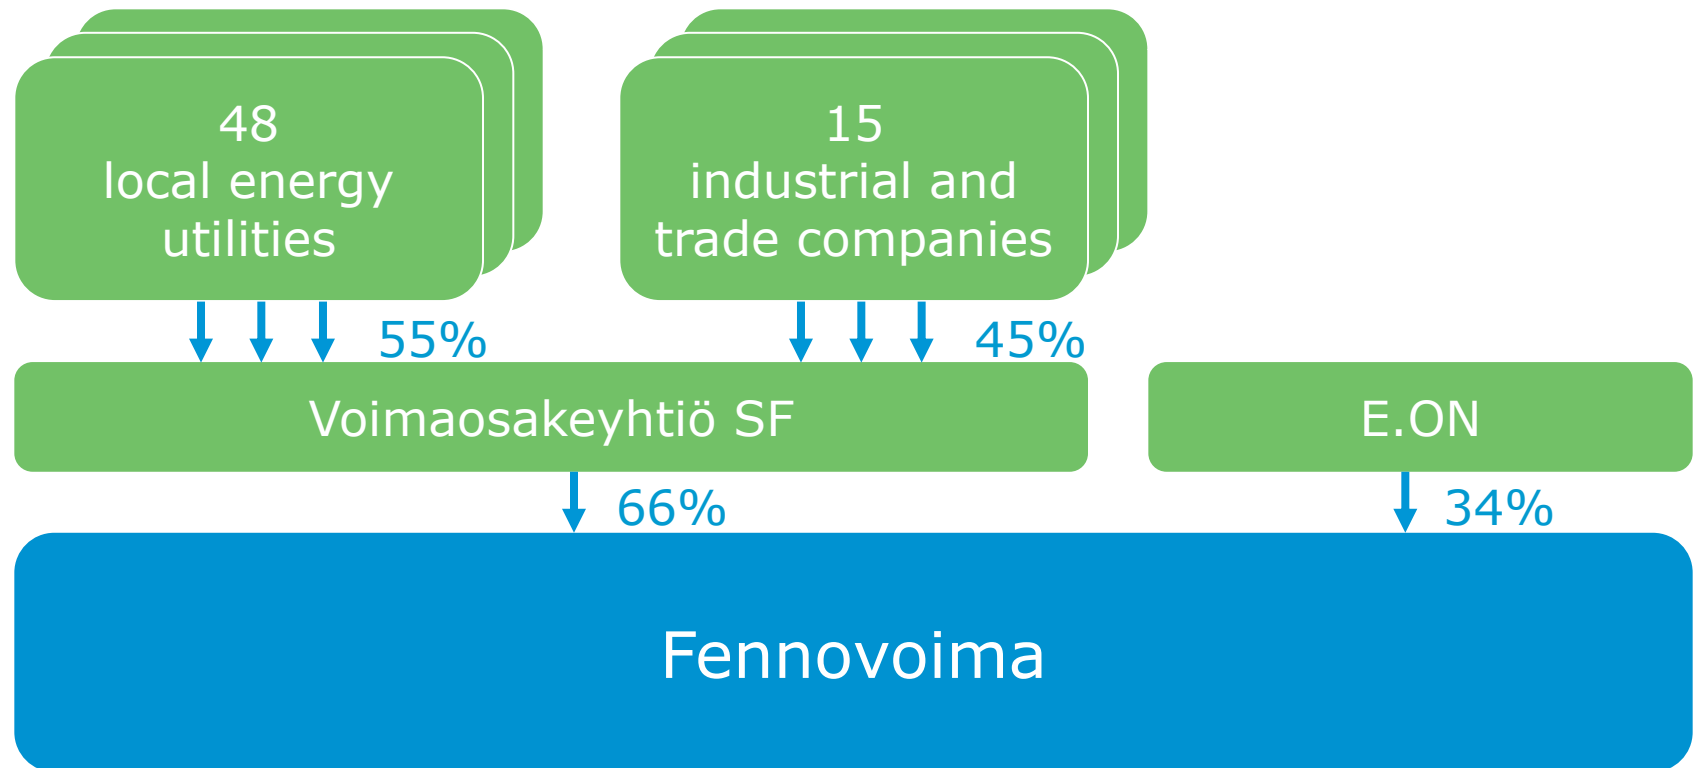 48
local energy
utilities
15
industrial and
trade companies
55%
45%
Voimaosakeyhtiö SF
E.ON
66%
34%
Fennovoima